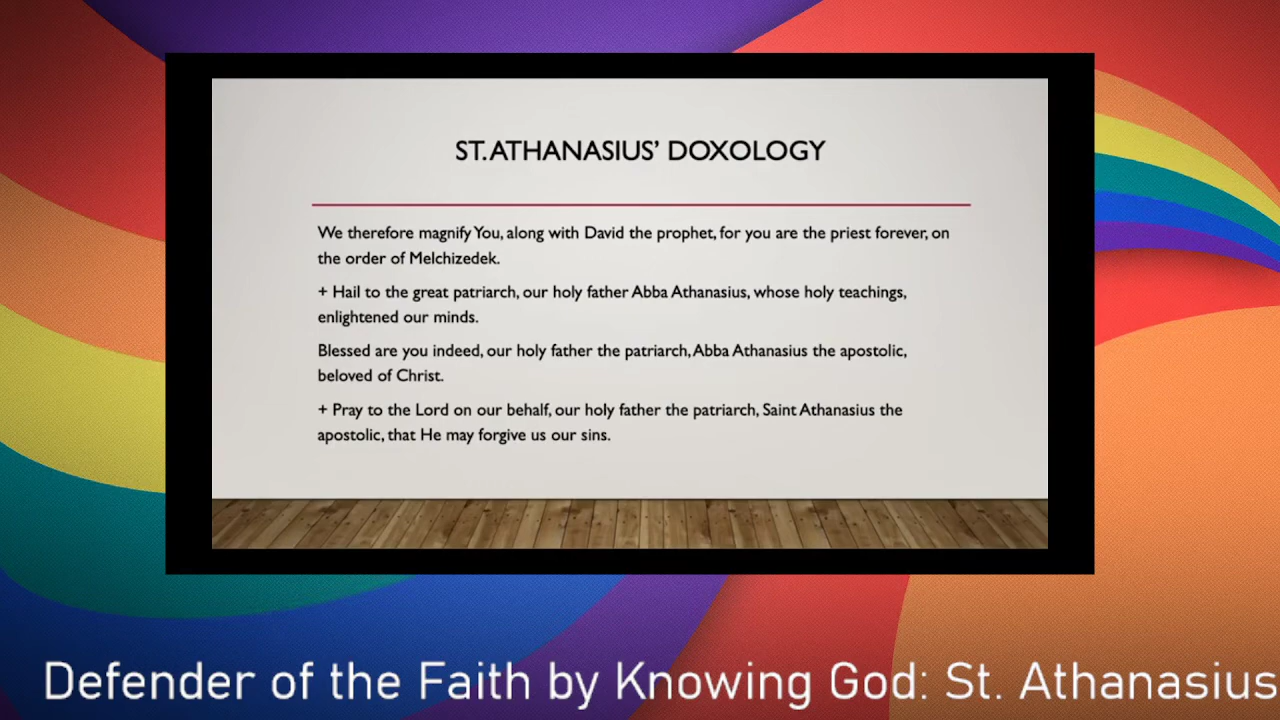 ST. ATHANASIUS' DOXOLOGY
We therefore magnify You, along with David the prophet, for you are the priest forever, on
the order of Melchizedek.
+ Hail to the great patriarch, our holy father Abba Athanasius, whose holy teachings,
enlightened our minds.
Blessed are you indeed, our holy father the patriarch, Abba Athanasius the apostolic,
beloved of Christ.
+ Pray to the Lord on our behalf, our holy father the patriarch, Saint Athanasius the
apostolic, that He may forgive us our sins.
Defender of the Faith by Knowing God: St. Athanasius